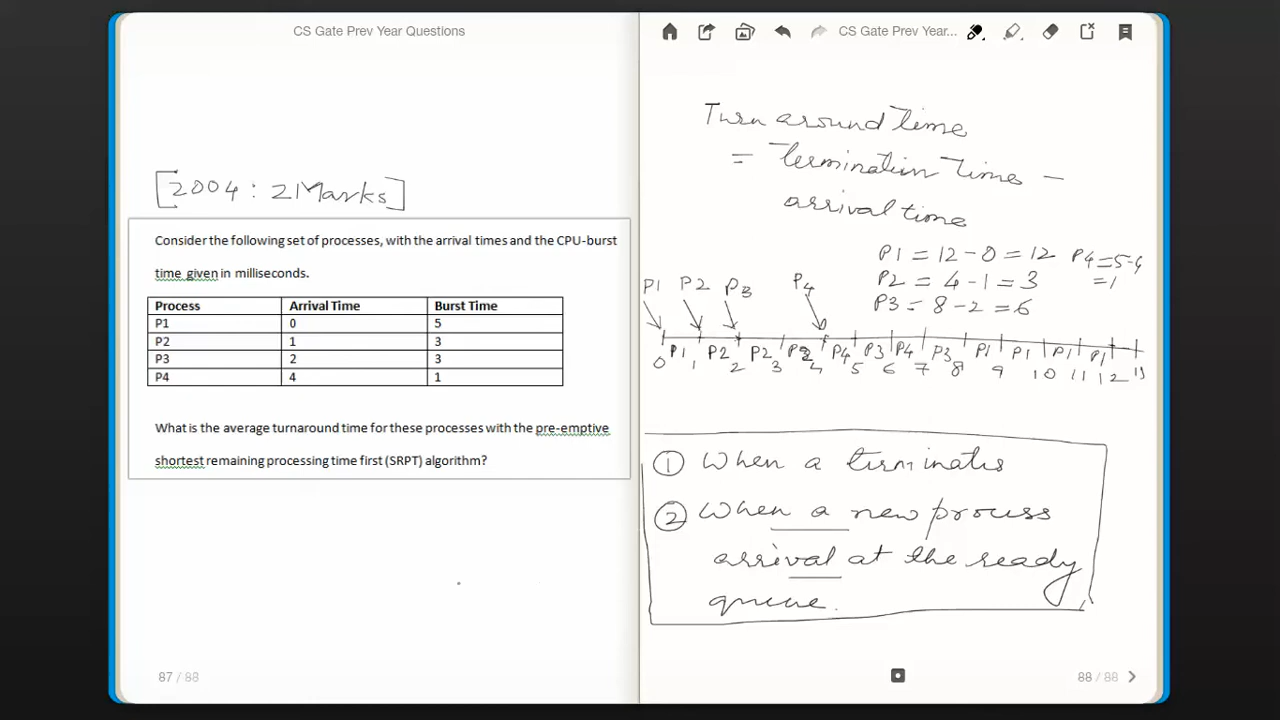 CS Gate Prev Year Questions
[2004 : 2 Marks]
Consider the following set of processes, with the arrival times and the CPU-burst
time given in milliseconds.
Process Arrival Time Burst Time
P1 0 5
P2 1 3
P3 2 3
P4 4 1
What is the average turnaround time for these processes with the pre-emptive
shortest remaining processing time first (SRPT) algorithm?
87 / 88
CS Gate Prev Year...
Turn around time
= termination time -
arrival time
P1 = 12 - 0 = 12 P4 = 5-4
P2 = 4 - 1 = 3 = 1
P3 = 8 - 2 = 6
P1 P2 P3 P4
P1 P2 P2 P2 P4 P3 P4 P3 P1 P1 P1 P1
0 1 2 3 4 5 6 7 8 9 10 11 12 13
① When a terminates
② When a new process
arrival at the ready
queue.
88 / 88